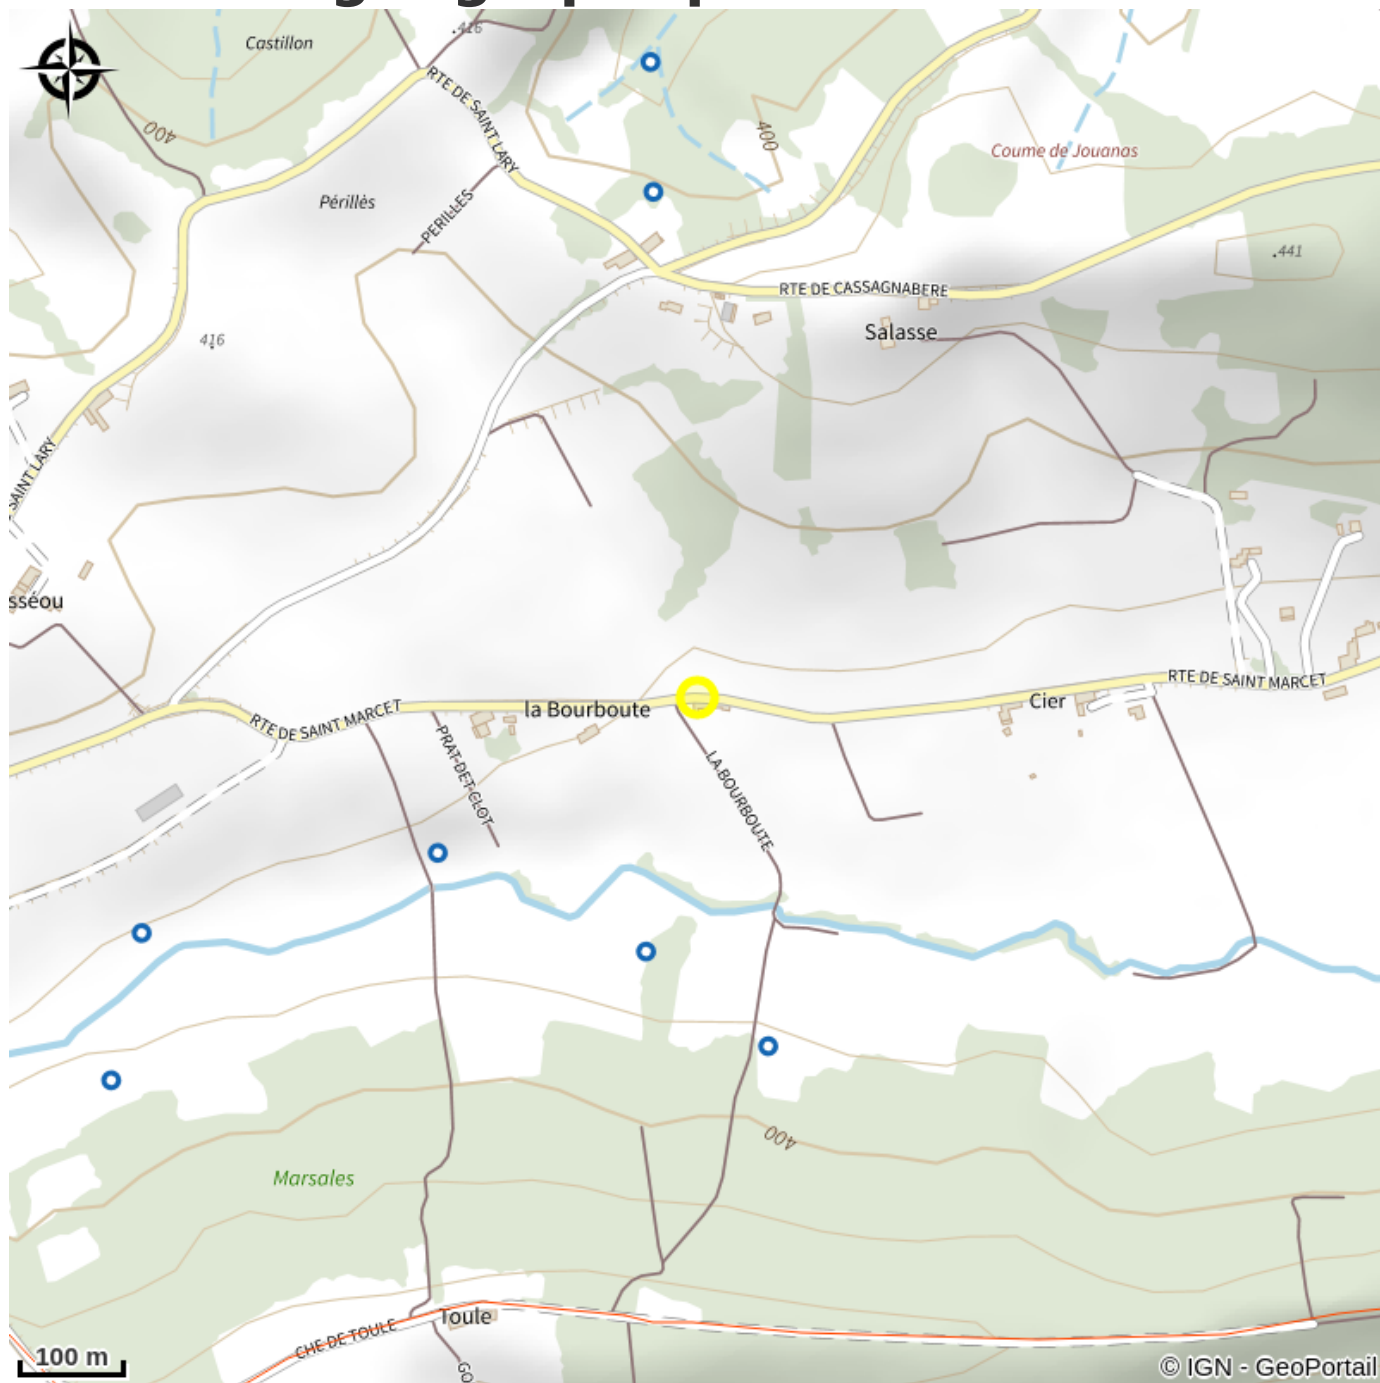 416
Castillon
RTE DE SAINT LARY
400
400
Coume de Jouanas
Périllès
PERILLES
441
RTE DE CASSAGNABERE
Salasse
416
SAINT LARY
sséou
RTE DE SAINT MARCET
Cier
la Bourboute
RTE DE SAINT MARCET
PRAT DET CLOT
LA BOURBOUTE
400
Marsales
Toule
CHE DE TOULE
GO
100 m
© IGN - GeoPortail